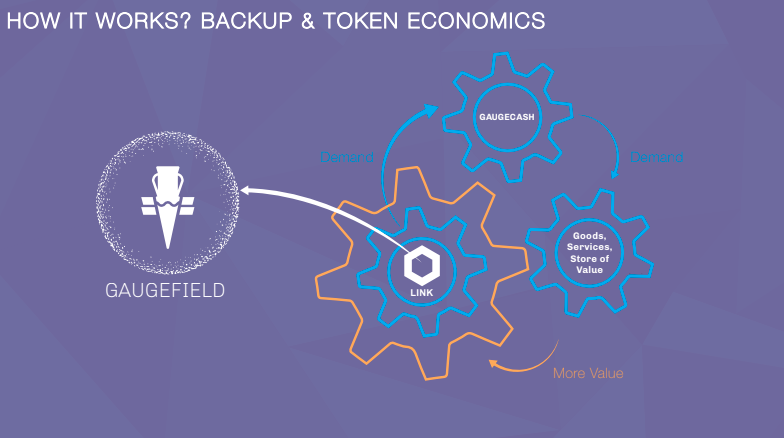 HOW IT WORKS? BACKUP & TOKEN ECONOMICS
GAUGECASH
Demand
Demand
Goods,
Services,
Store of
Value
LINK
GAUGEFIELD
More Value